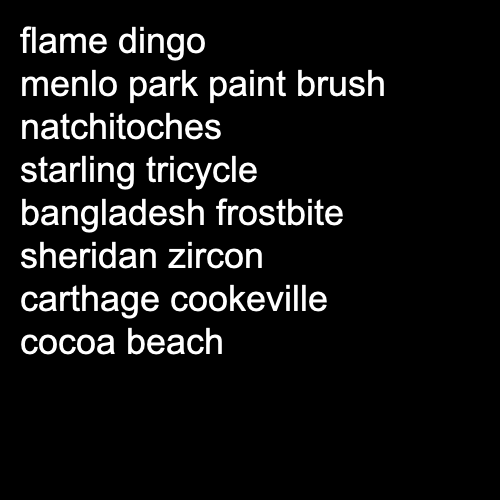 flame dingo
menlo park paint brush
natchitoches
starling tricycle
bangladesh frostbite
sheridan zircon
carthage cookeville
cocoa beach